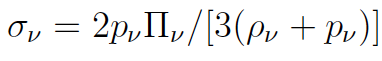 σ_ν = 2p_νΠ_ν/[3(ρ_ν + p_ν)]